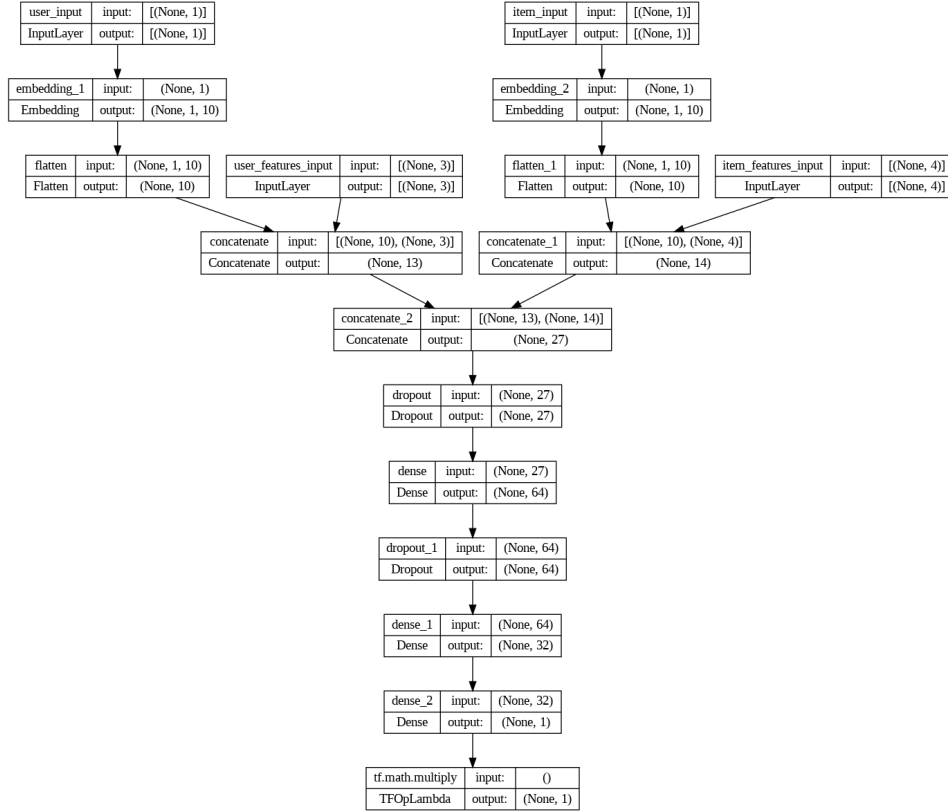 user_input input: [(None, 1)]
InputLayer output: [(None, 1)]
item_input input: [(None, 1)]
InputLayer output: [(None, 1)]
embedding_1 input: (None, 1)
Embedding output: (None, 1, 10)
embedding_2 input: (None, 1)
Embedding output: (None, 1, 10)
flatten input: (None, 1, 10)
Flatten output: (None, 10)
user_features_input input: [(None, 3)]
InputLayer output: [(None, 3)]
flatten_1 input: (None, 1, 10)
Flatten output: (None, 10)
item_features_input input: [(None, 4)]
InputLayer output: [(None, 4)]
concatenate input: [(None, 10), (None, 3)]
Concatenate output: (None, 13)
concatenate_1 input: [(None, 10), (None, 4)]
Concatenate output: (None, 14)
concatenate_2 input: [(None, 13), (None, 14)]
Concatenate output: (None, 27)
dropout input: (None, 27)
Dropout output: (None, 27)
dense input: (None, 27)
Dense output: (None, 64)
dropout_1 input: (None, 64)
Dropout output: (None, 64)
dense_1 input: (None, 64)
Dense output: (None, 32)
dense_2 input: (None, 32)
Dense output: (None, 1)
tf.math.multiply input: ()
TFOpLambda output: (None, 1)